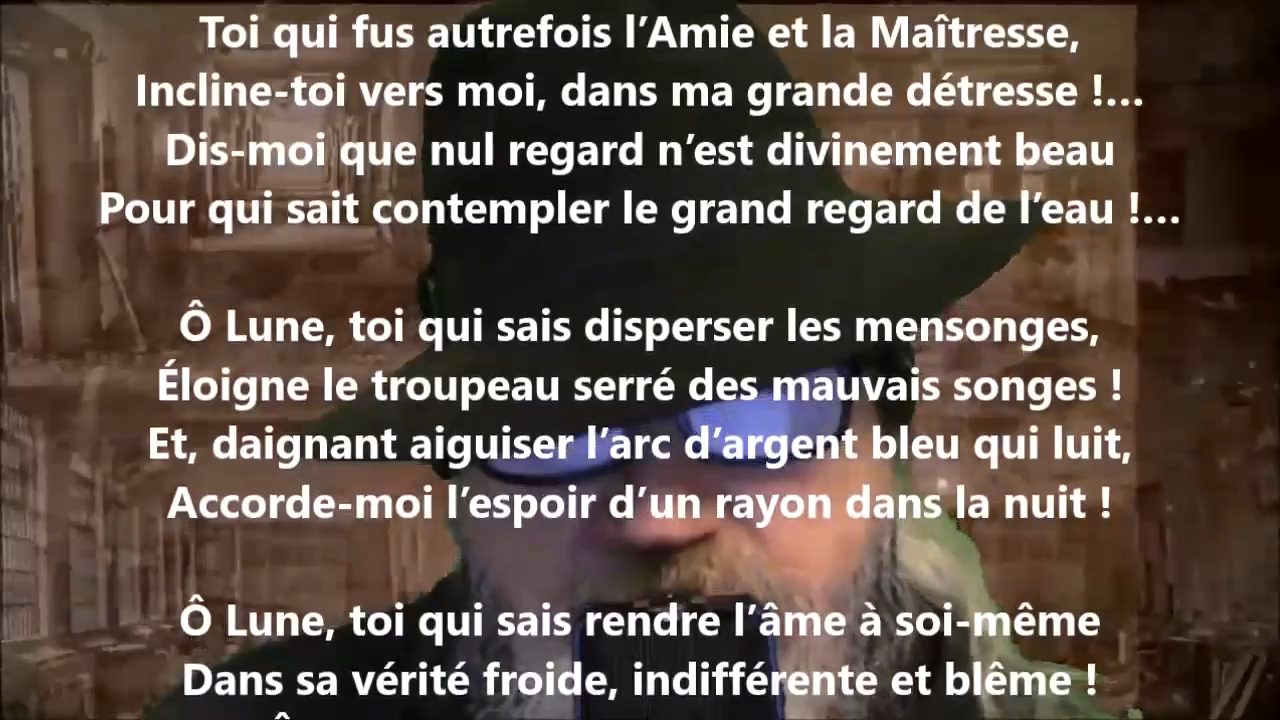 Toi qui fus autrefois l’Amie et la Maîtresse,
Incline-toi vers moi, dans ma grande détresse !…
Dis-moi que nul regard n’est divinement beau
Pour qui sait contempler le grand regard de l’eau !…
Ô Lune, toi qui sais disperser les mensonges,
Éloigne le troupeau serré des mauvais songes !
Et, daignant aiguiser l’arc d’argent bleu qui luit,
Accorde-moi l’espoir d’un rayon dans la nuit !
Ô Lune, toi qui sais rendre l’âme à soi-même
Dans sa vérité froide, indifférente et blême !